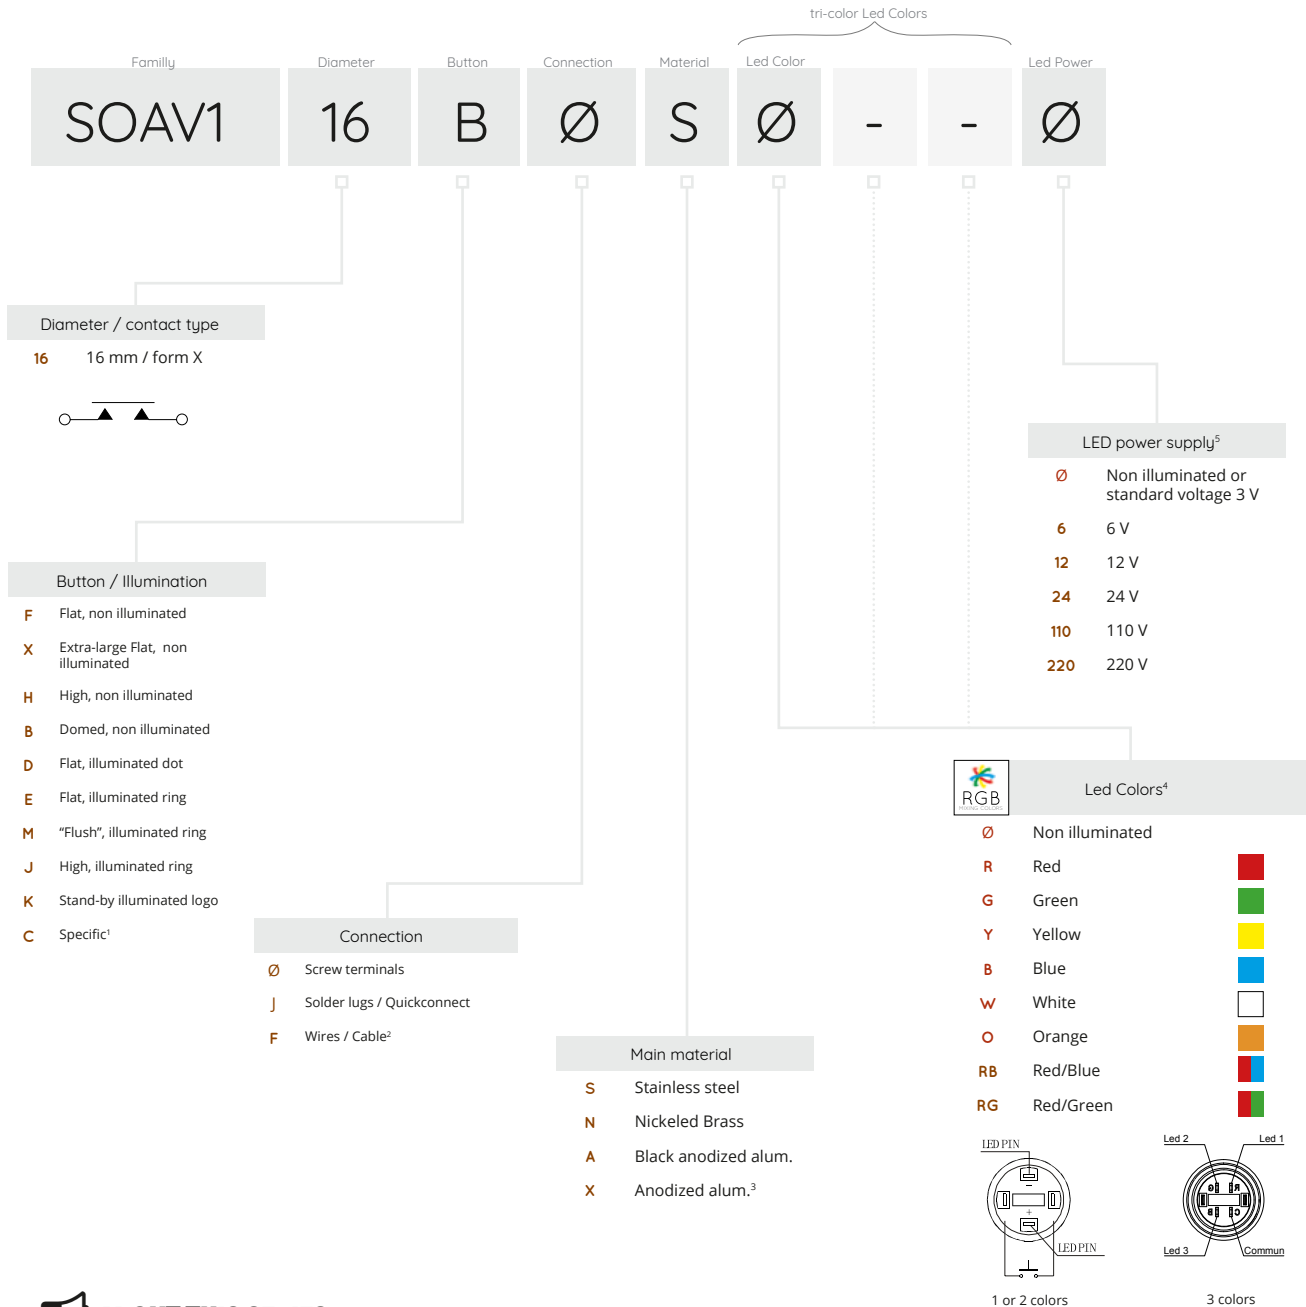 tri-color Led Colors
Familly Diameter Button Connection Material Led Color Led Power
SOAV1 16 B Ø S Ø - - Ø
Diameter / contact type
16 16 mm / form X
LED power supply⁵
Ø Non illuminated or
standard voltage 3 V
6 6 V
12 12 V
24 24 V
110 110 V
220 220 V
Button / Illumination
F Flat, non illuminated
X Extra-large Flat, non
illuminated
H High, non illuminated
B Domed, non illuminated
D Flat, illuminated dot
E Flat, illuminated ring
M “Flush”, illuminated ring
J High, illuminated ring
K Stand-by illuminated logo
C Specific¹
Connection
Ø Screw terminals
J Solder lugs / Quickconnect
F Wires / Cable²
Main material
S Stainless steel
N Nickeled Brass
A Black anodized alum.
X Anodized alum.³
RGB
MIXING COLORS
Led Colors⁴
Ø Non illuminated
R Red
G Green
Y Yellow
B Blue
W White
O Orange
RB Red/Blue
RG Red/Green
LED PIN
-
+
LED PIN
1 or 2 colors
Led 2 Led 1
G R
B C
Led 3 Commun
3 colors